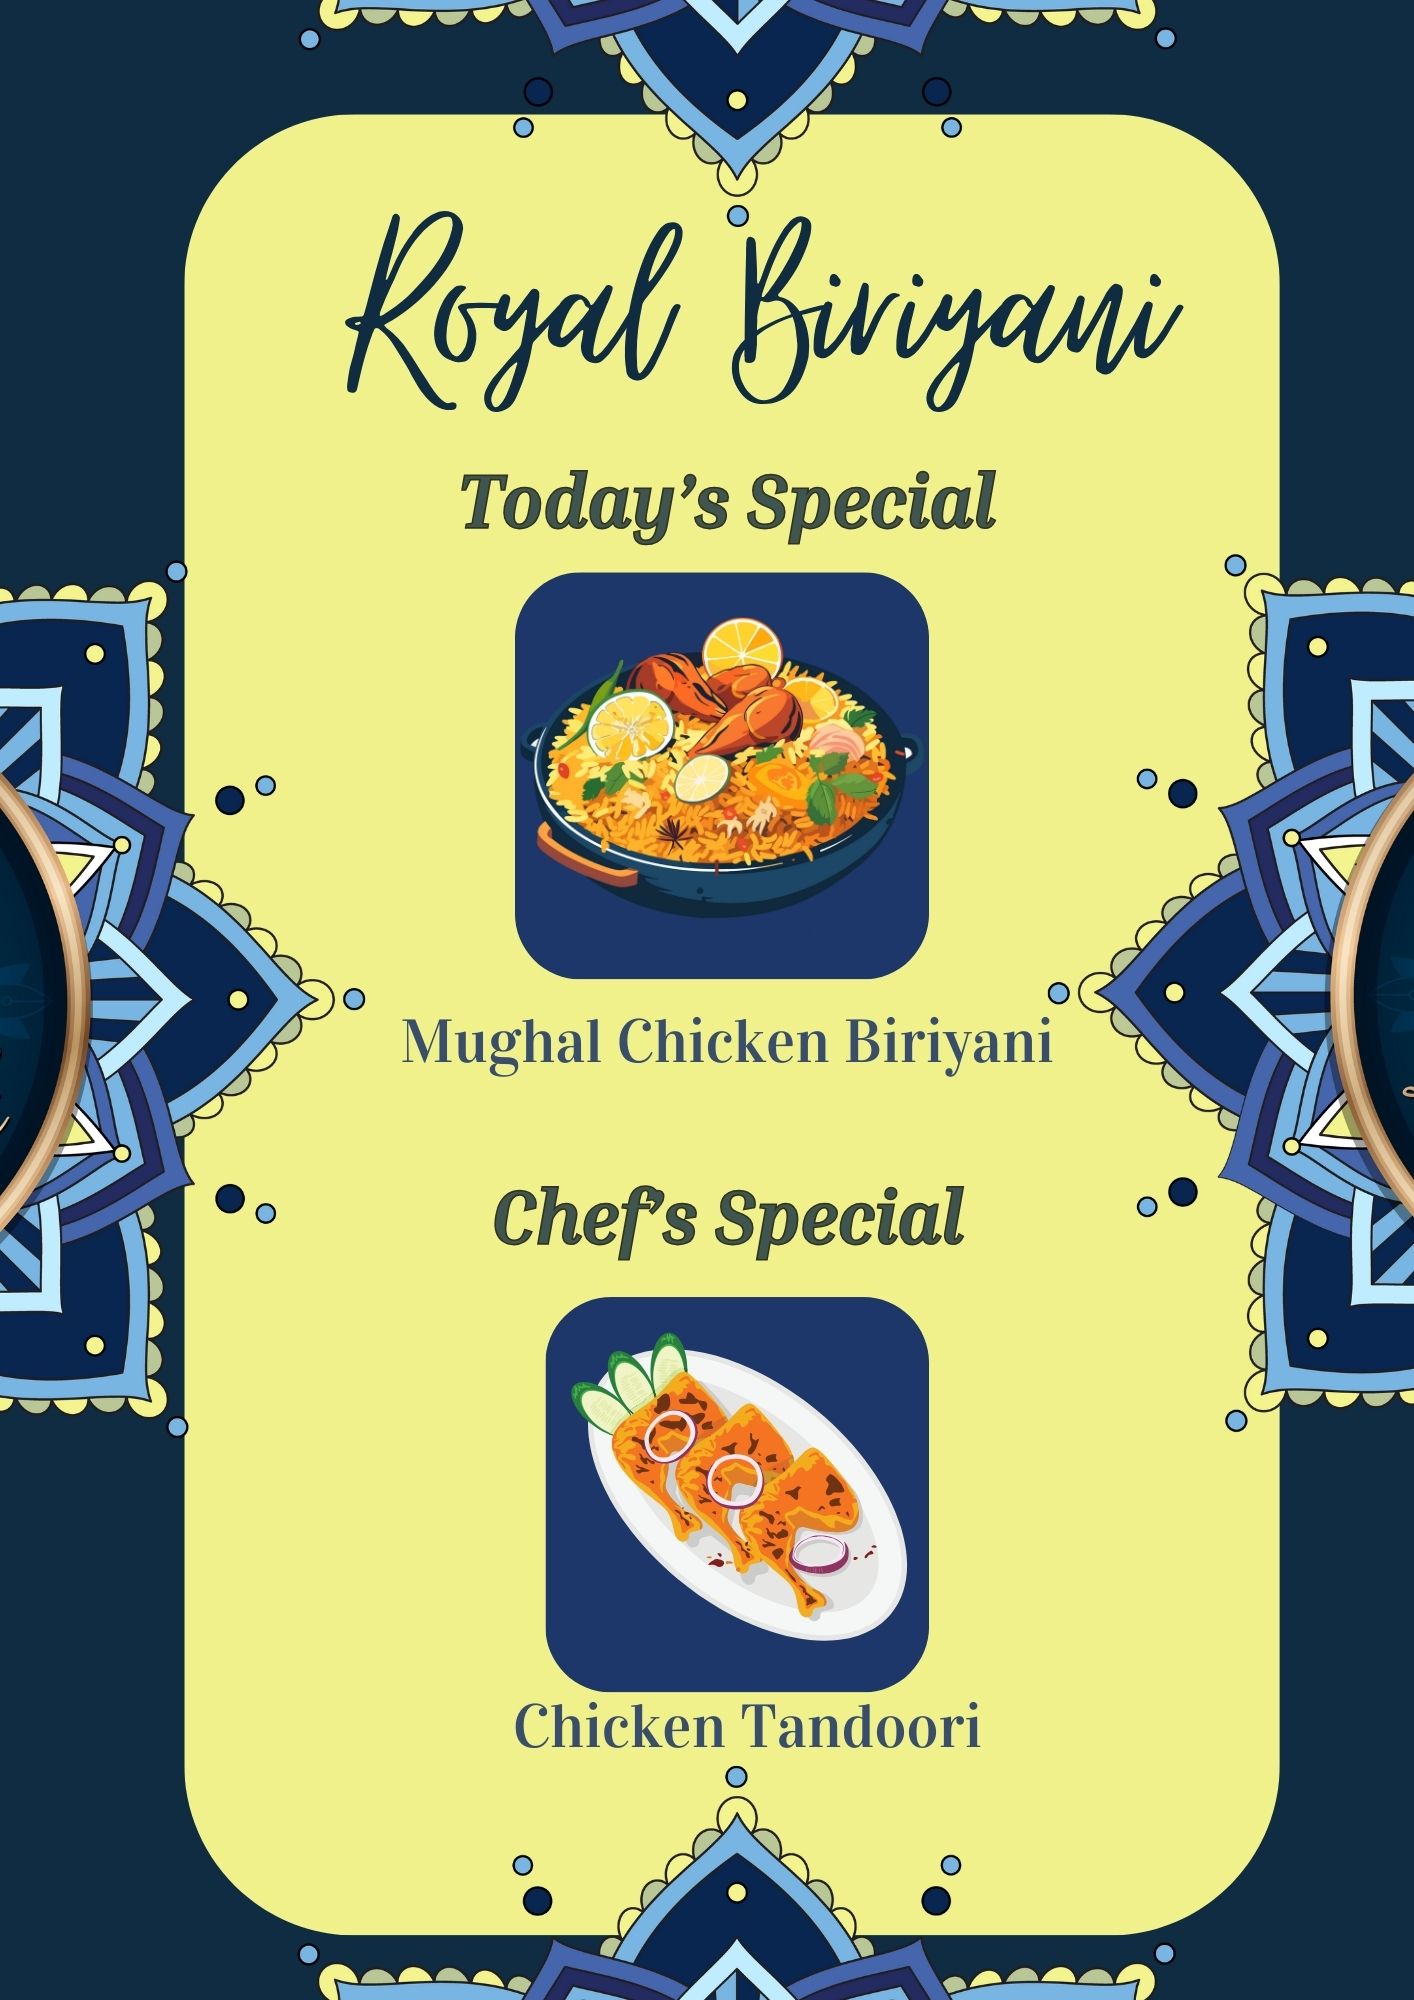 Royal Biriyani
Today's Special
Mughal Chicken Biriyani
Chef's Special
Chicken Tandoori